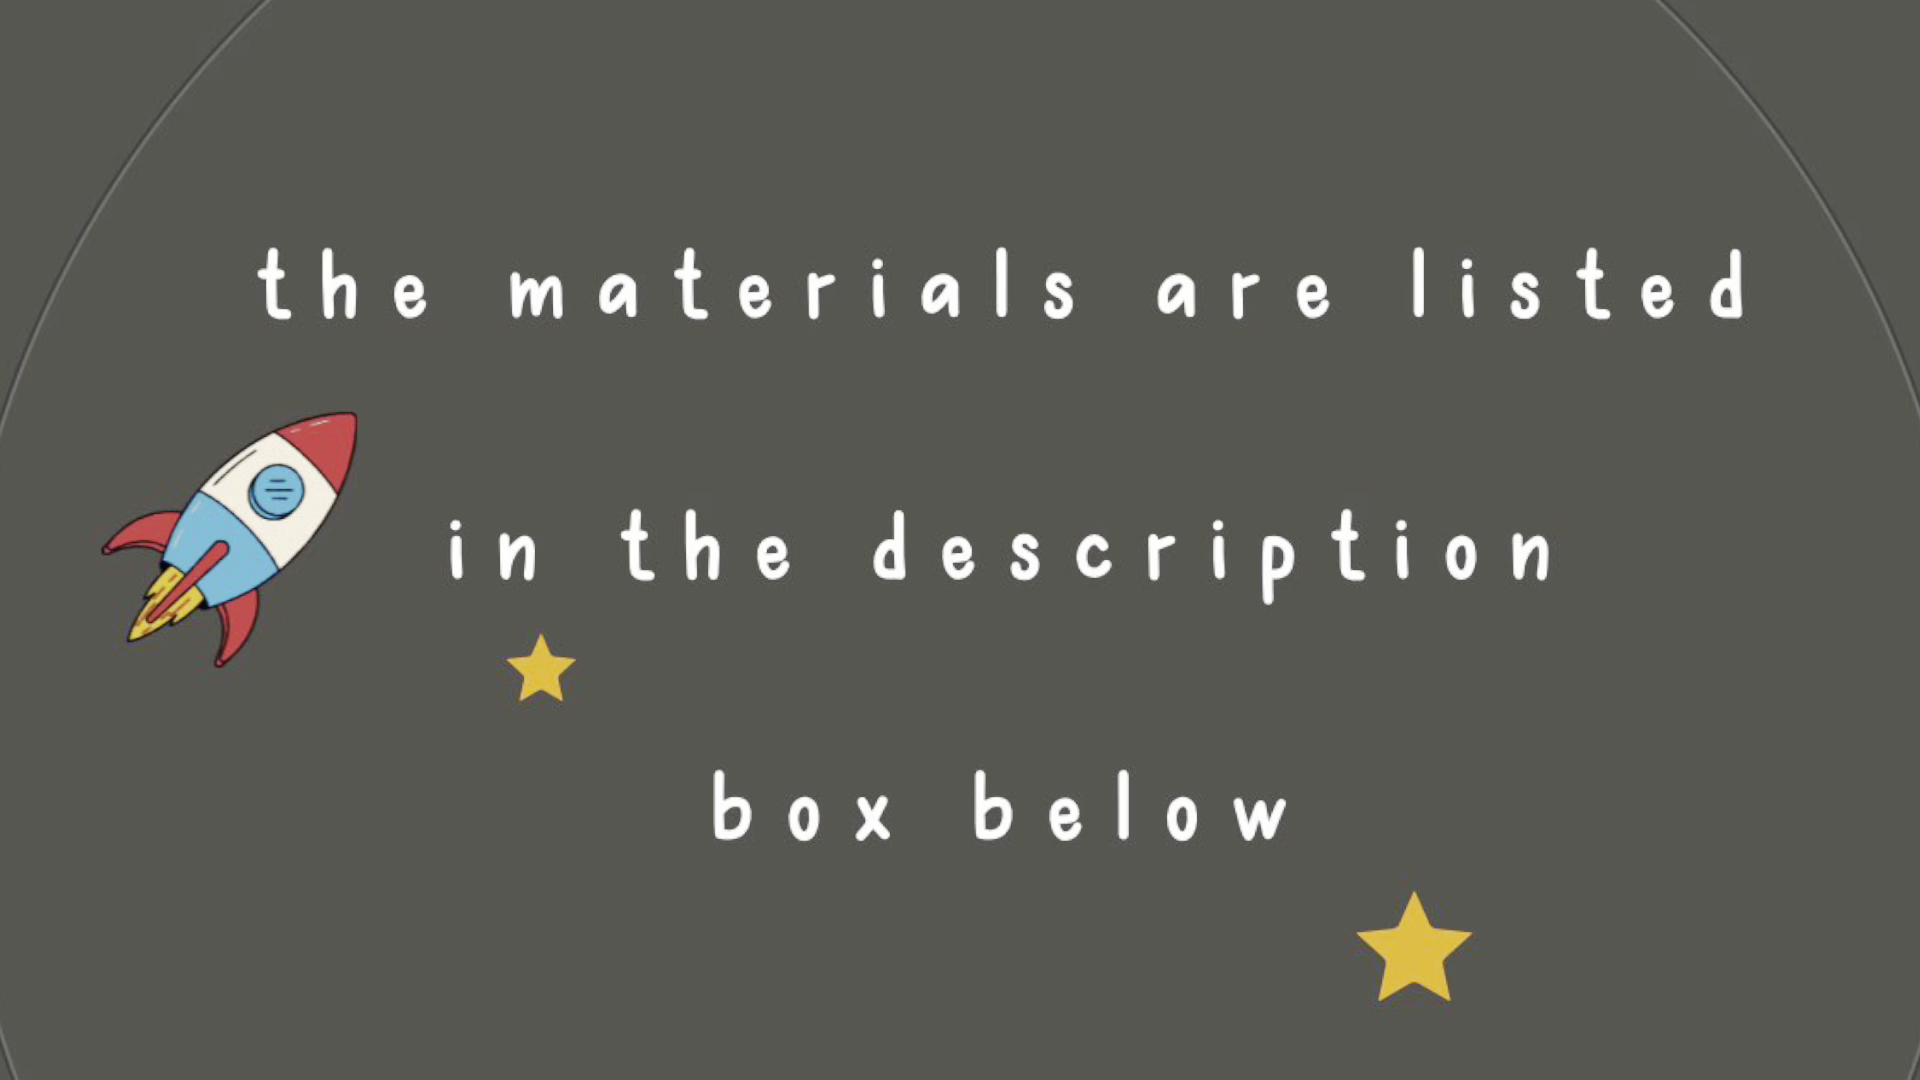 the materials are listed
in the description
box below